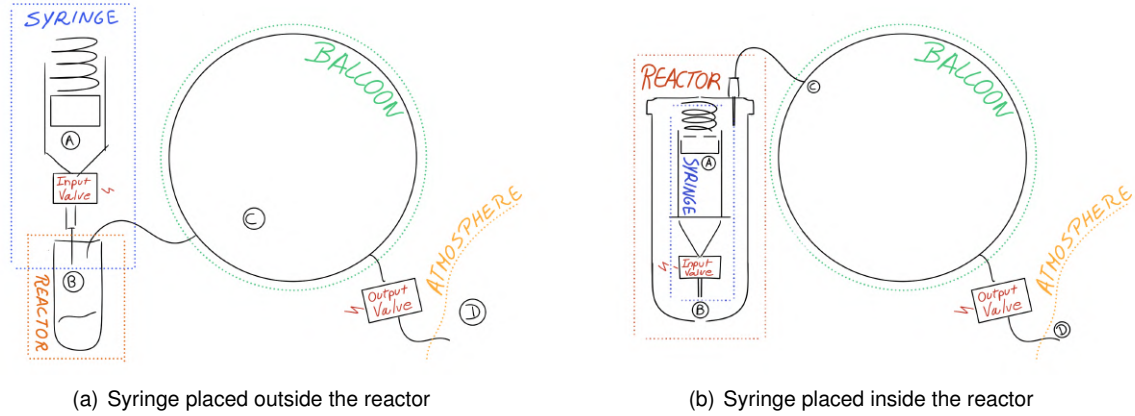 SYRINGE
BALLOON
A
Input
Valve
C
REACTOR
B
ATMOSPHERE
Output
Valve
D
(a) Syringe placed outside the reactor
REACTOR
BALLOON
C
A
SYRINGE
Input
Valve
B
ATMOSPHERE
Output
Valve
D
(b) Syringe placed inside the reactor